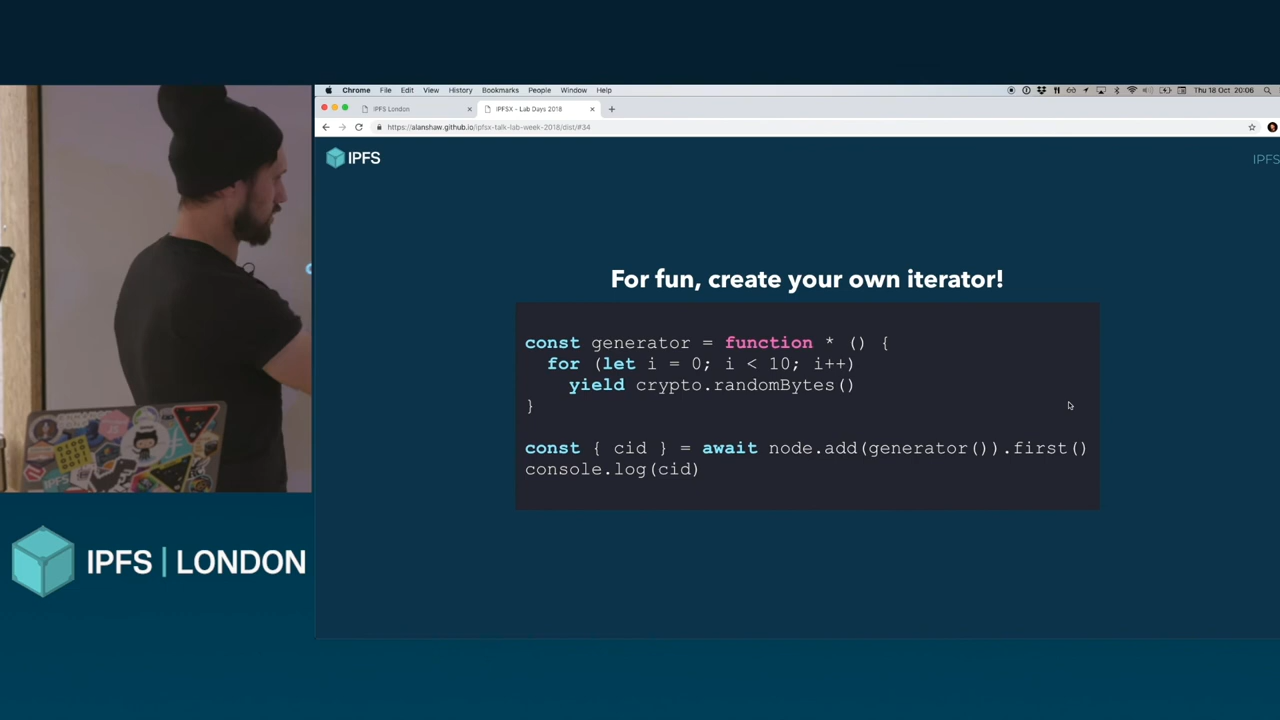 Chrome File Edit View History Bookmarks People Window Help
Thu 18 Oct 20:06
IPFS London
IPFSX - Lab Days 2018
https://alanshaw.github.io/ipfsx-talk-lab-week-2018/dist/#34
IPFS
IPFS
For fun, create your own iterator!
const generator = function * () {
for (let i = 0; i < 10; i++)
yield crypto.randomBytes()
}
const { cid } = await node.add(generator()).first()
console.log(cid)
IPFS | LONDON